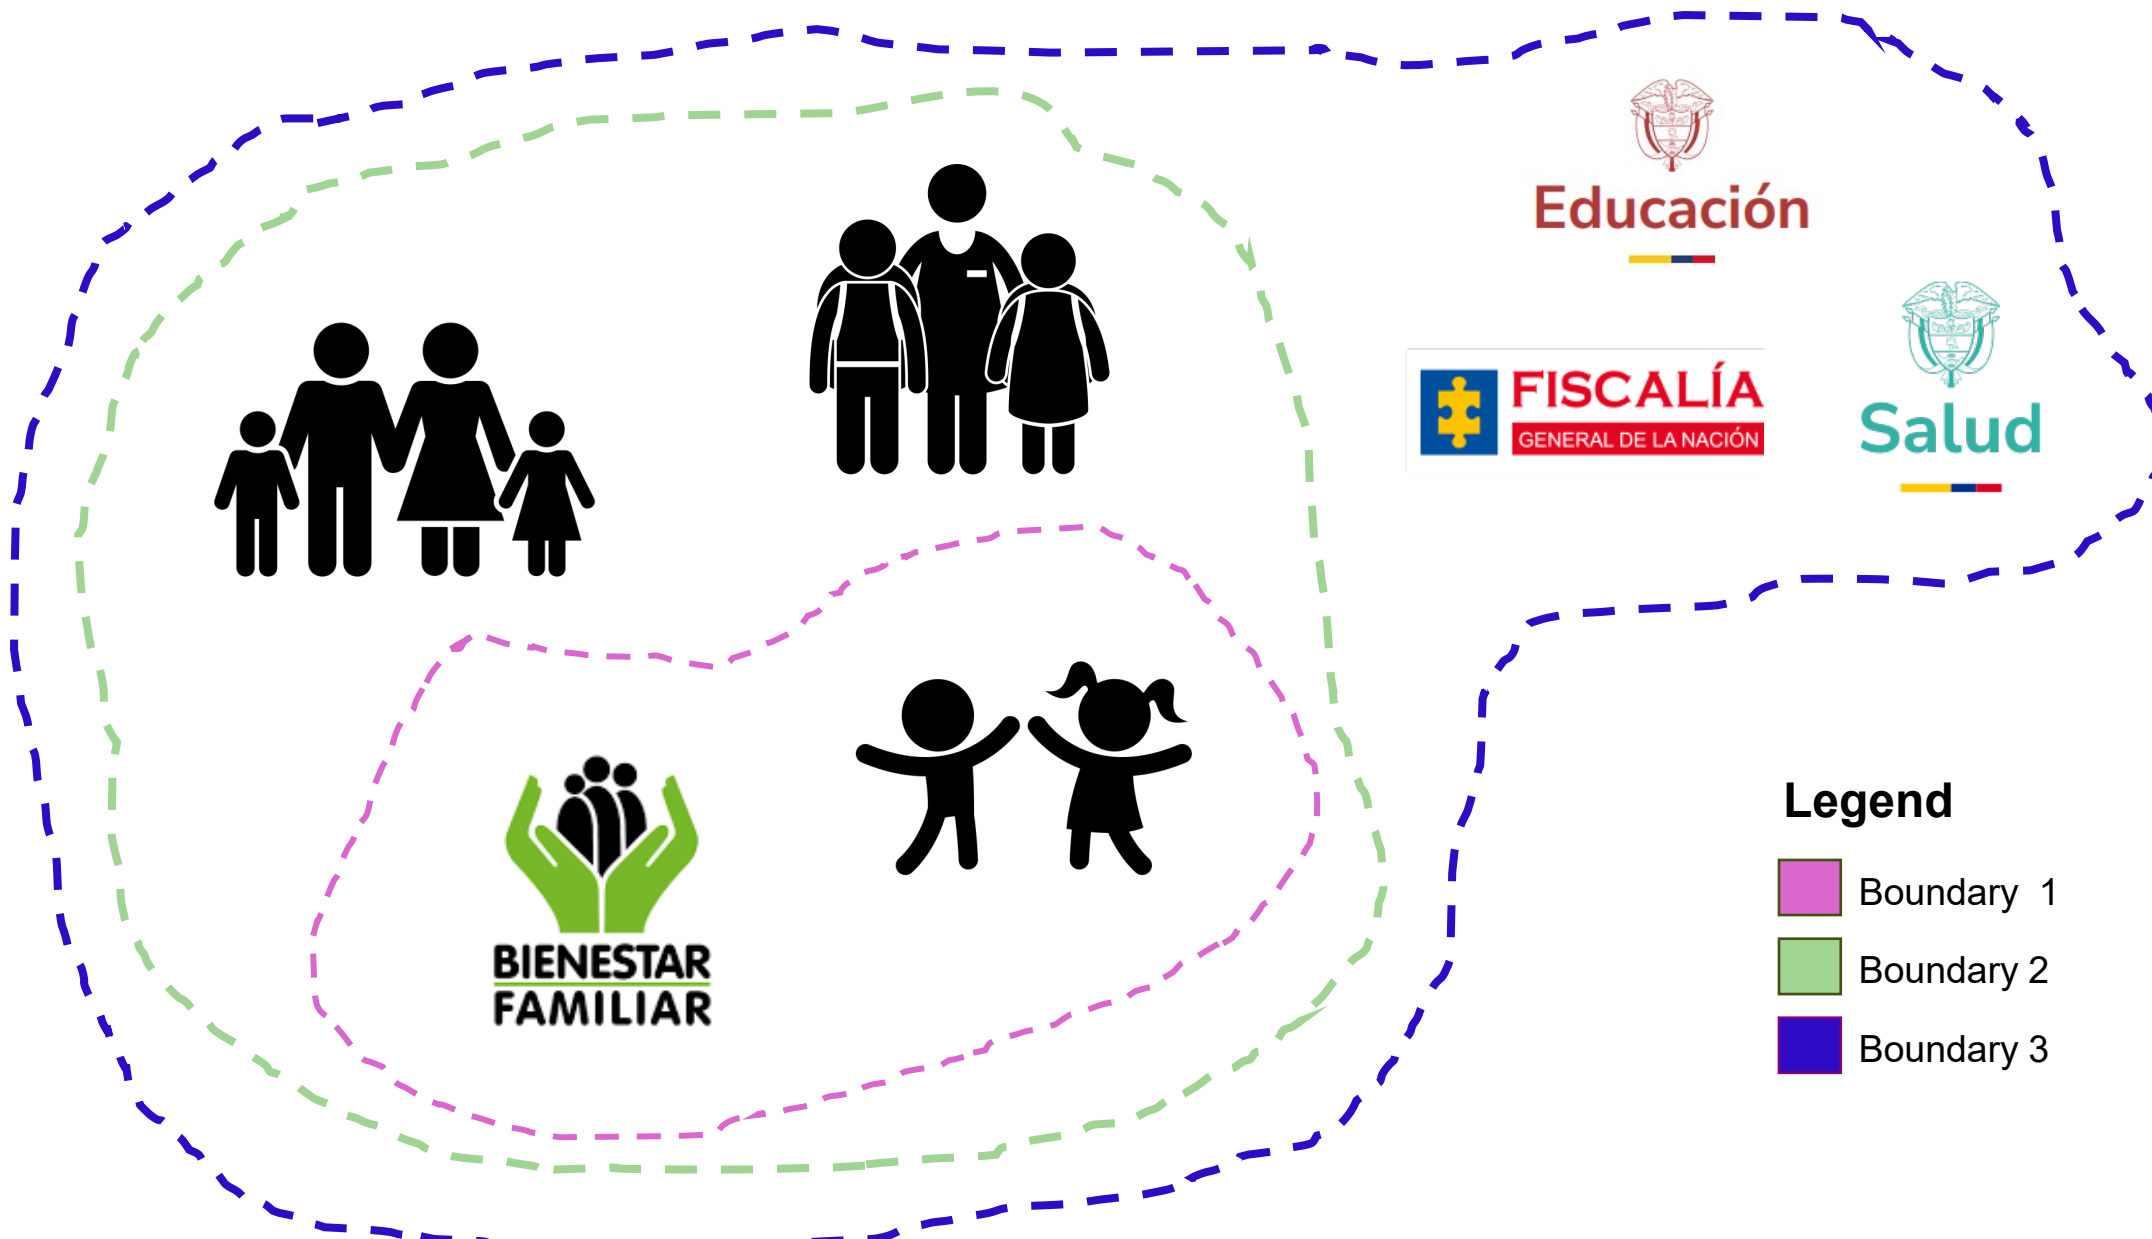 Educación
FISCALÍA
GENERAL DE LA NACIÓN
Salud
BIENESTAR
FAMILIAR
Legend
Boundary 1
Boundary 2
Boundary 3